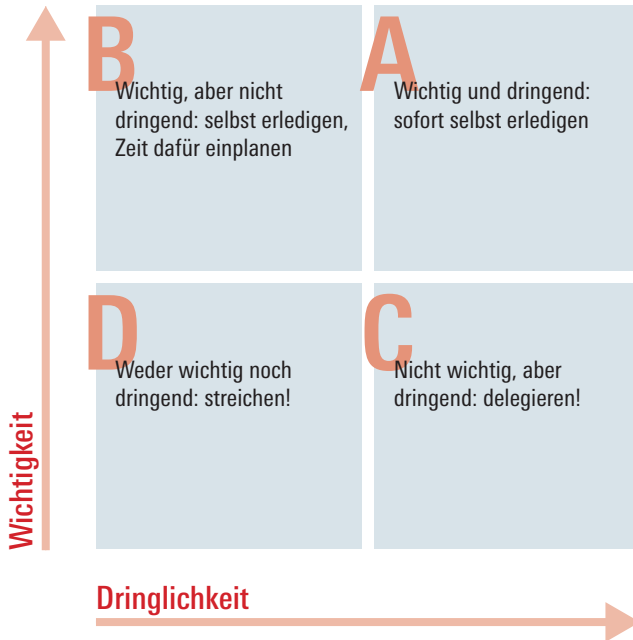 B
Wichtig, aber nicht
dringend: selbst erledigen,
Zeit dafür einplanen
A
Wichtig und dringend:
sofort selbst erledigen
D
Weder wichtig noch
dringend: streichen!
C
Nicht wichtig, aber
dringend: delegieren!
Wichtigkeit
Dringlichkeit